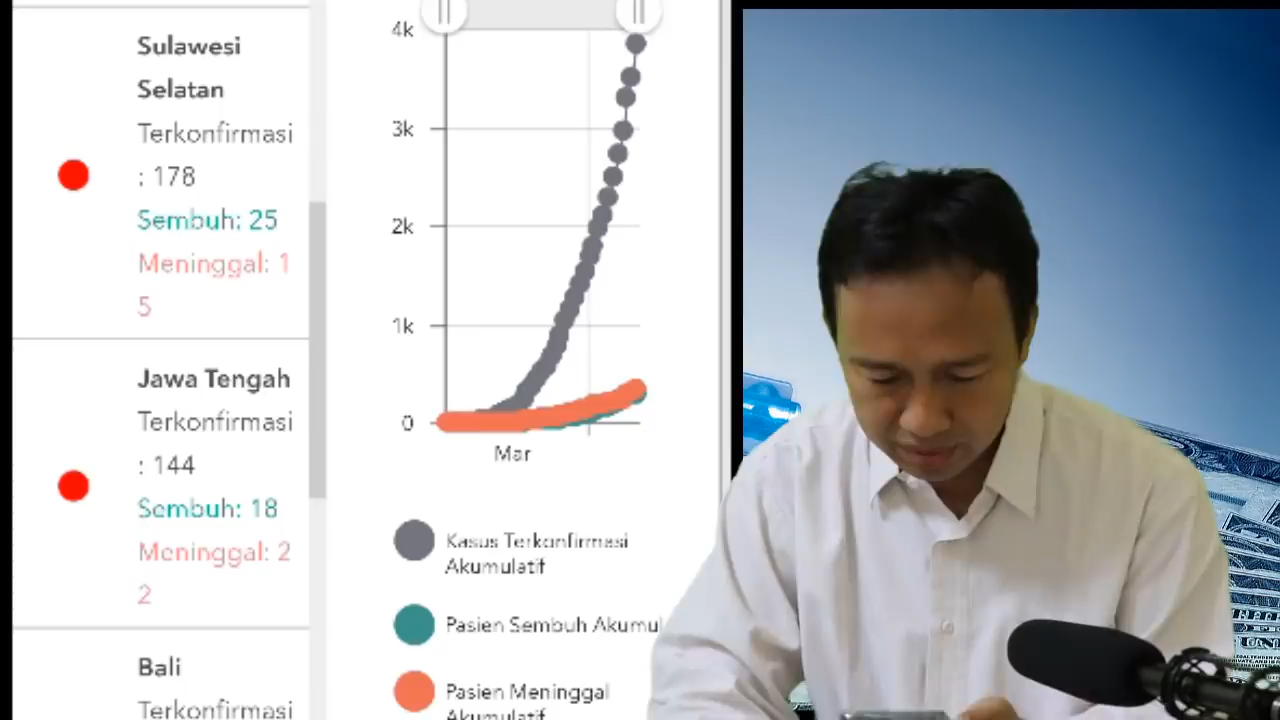 Sulawesi
Selatan
Terkonfirmasi
: 178
Sembuh: 25
Meninggal: 1
5
Jawa Tengah
Terkonfirmasi
: 144
Sembuh: 18
Meninggal: 2
2
Bali
Terkonfirmasi
4k
3k
2k
1k
0
Mar
Kasus Terkonfirmasi
Akumulatif
Pasien Sembuh Akumul
Pasien Meninggal
Akumulatif